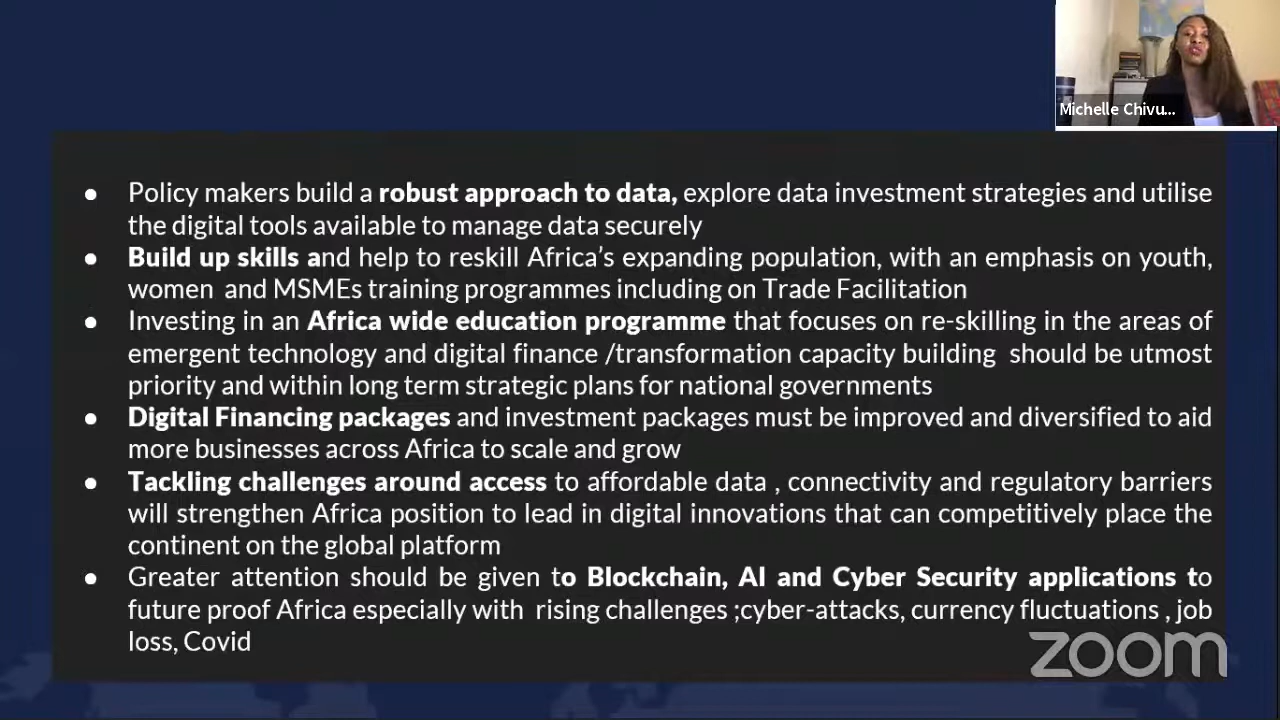 Michelle Chivu...
● Policy makers build a robust approach to data, explore data investment strategies and utilise
the digital tools available to manage data securely
● Build up skills and help to reskill Africa’s expanding population, with an emphasis on youth,
women and MSMEs training programmes including on Trade Facilitation
● Investing in an Africa wide education programme that focuses on re-skilling in the areas of
emergent technology and digital finance /transformation capacity building should be utmost
priority and within long term strategic plans for national governments
● Digital Financing packages and investment packages must be improved and diversified to aid
more businesses across Africa to scale and grow
● Tackling challenges around access to affordable data , connectivity and regulatory barriers
will strengthen Africa position to lead in digital innovations that can competitively place the
continent on the global platform
● Greater attention should be given to Blockchain, AI and Cyber Security applications to
future proof Africa especially with rising challenges ;cyber-attacks, currency fluctuations , job
loss, Covid
zoom